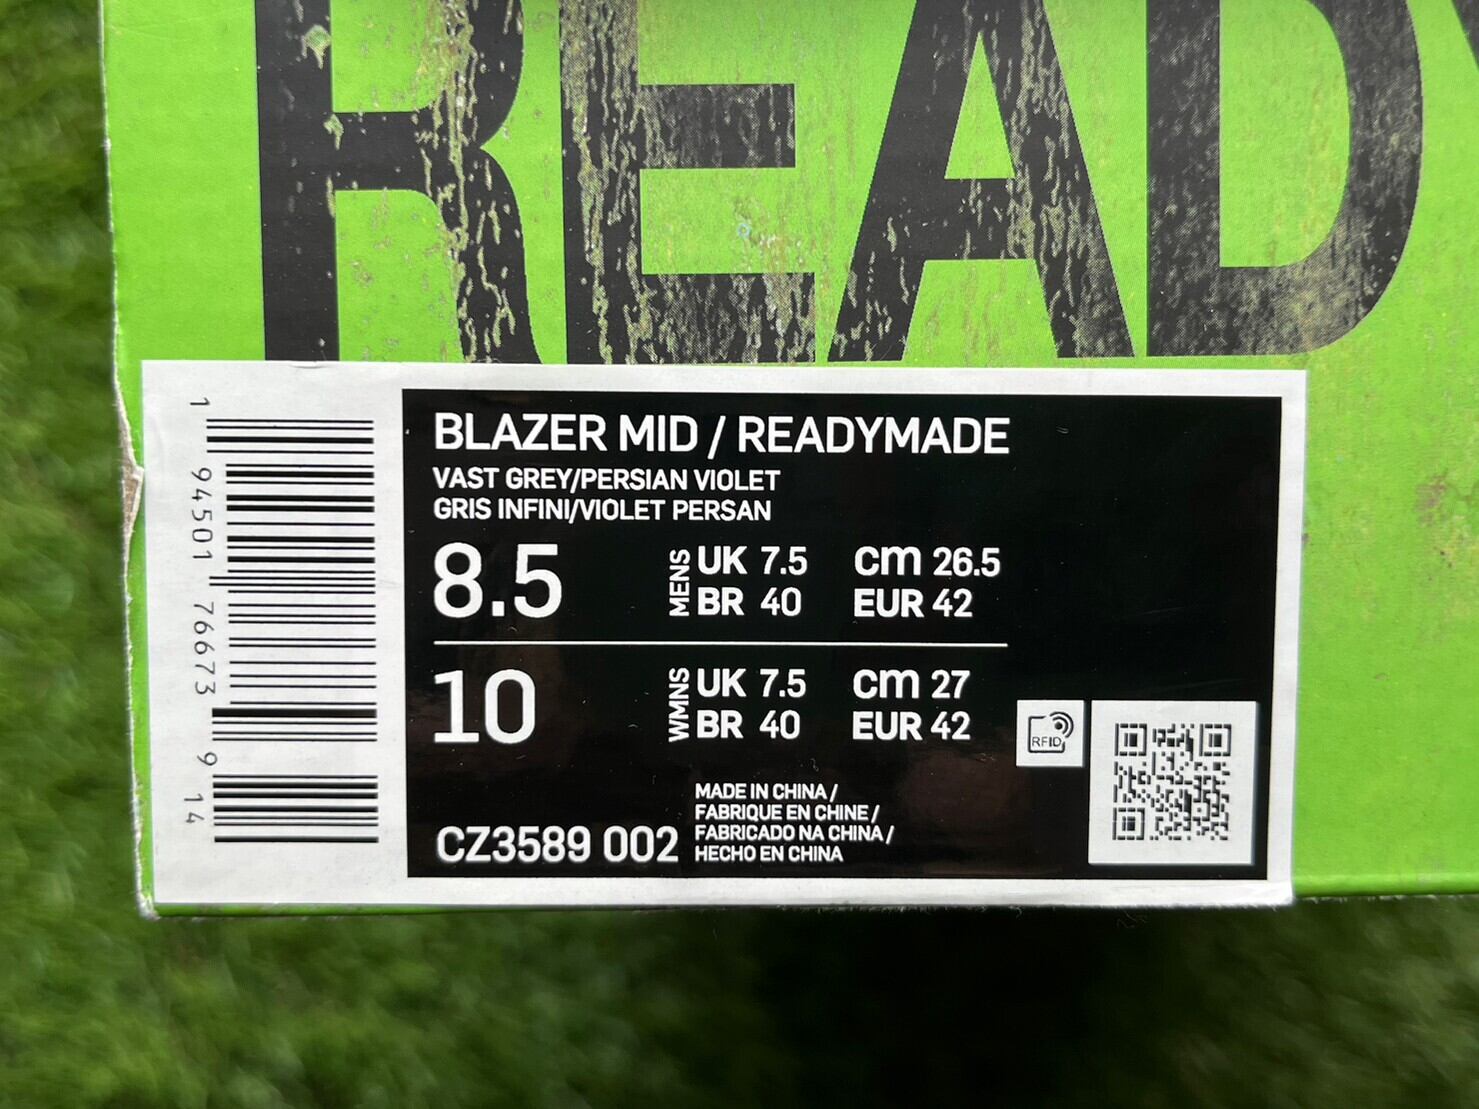 READY
BLAZER MID / READYMADE
VAST GREY/PERSIAN VIOLET
GRIS INFINI/VIOLET PERSAN
8.5 MENS UK 7.5 cm 26.5
BR 40 EUR 42
10 WMNS UK 7.5 cm 27
BR 40 EUR 42
RFID
MADE IN CHINA /
FABRIQUE EN CHINE /
FABRICADO NA CHINA /
HECHO EN CHINA
CZ3589 002
1 94501 76673 9 14